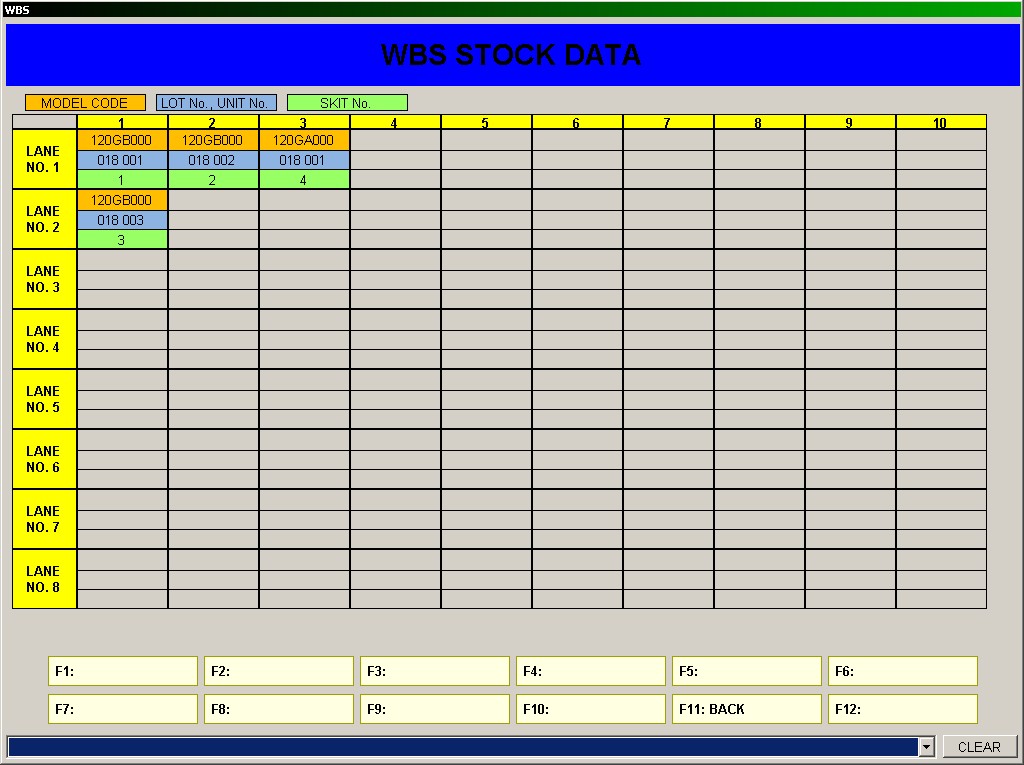 WBS
WBS STOCK DATA
MODEL CODE LOT No., UNIT No. SKIT No.
1 2 3 4 5 6 7 8 9 10
LANE NO. 1
120GB000 120GB000 120GA000
018 001 018 002 018 001
1 2 4
LANE NO. 2
120GB000
018 003
3
LANE
NO. 3
LANE
NO. 4
LANE
NO. 5
LANE
NO. 6
LANE
NO. 7
LANE
NO. 8
F1: F2: F3: F4: F5: F6:
F7: F8: F9: F10: F11: BACK F12:
CLEAR